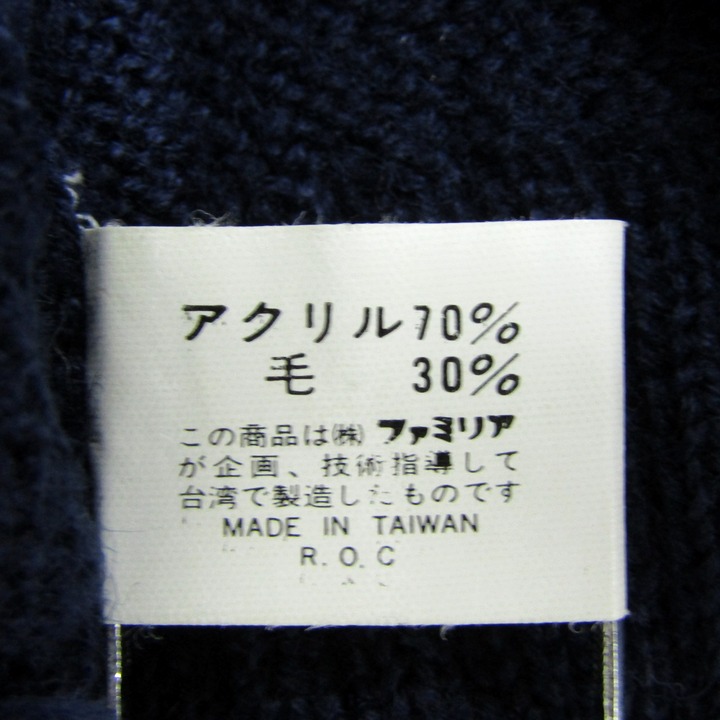 アクリル70%
毛 30%
この商品は㈱ファミリア
が企画、技術指導して
台湾で製造したものです
MADE IN TAIWAN
R.O.C